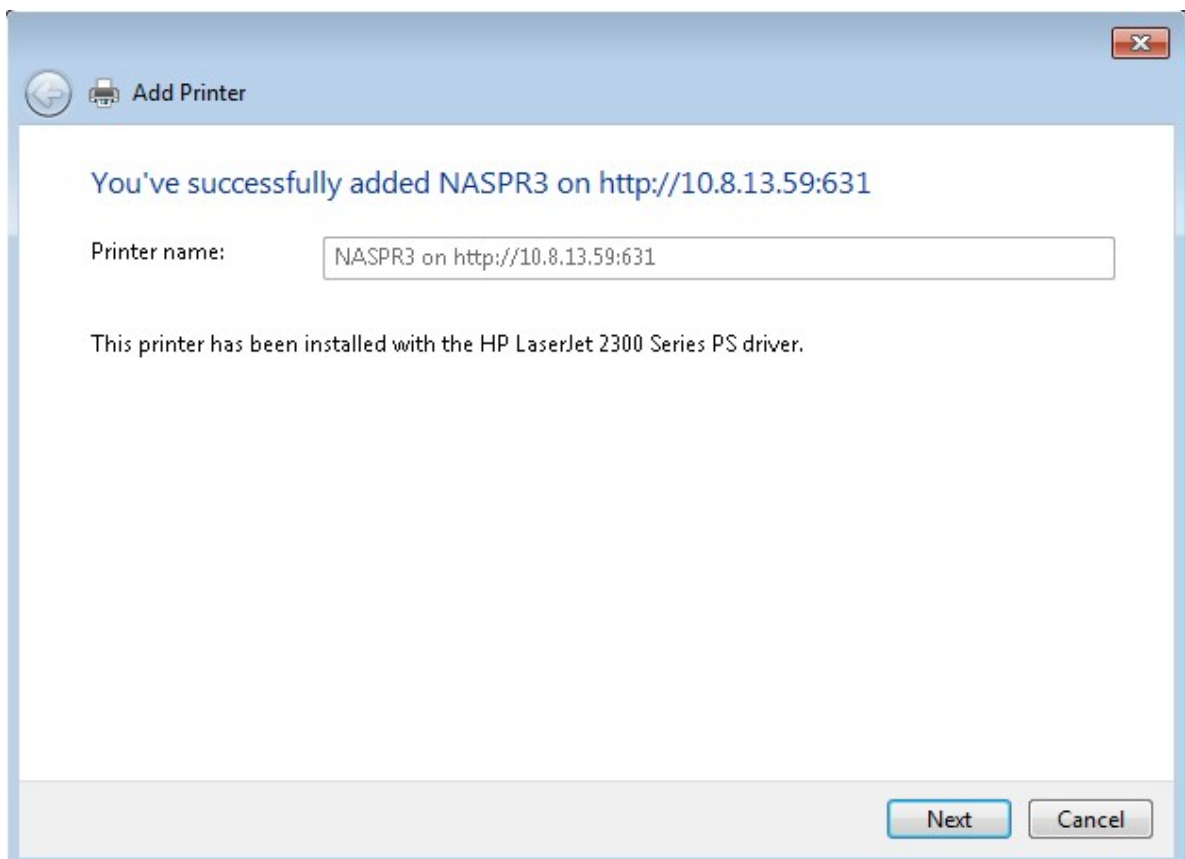 Add Printer
You've successfully added NASPR3 on http://10.8.13.59:631
Printer name:
NASPR3 on http://10.8.13.59:631
This printer has been installed with the HP LaserJet 2300 Series PS driver.
Next
Cancel